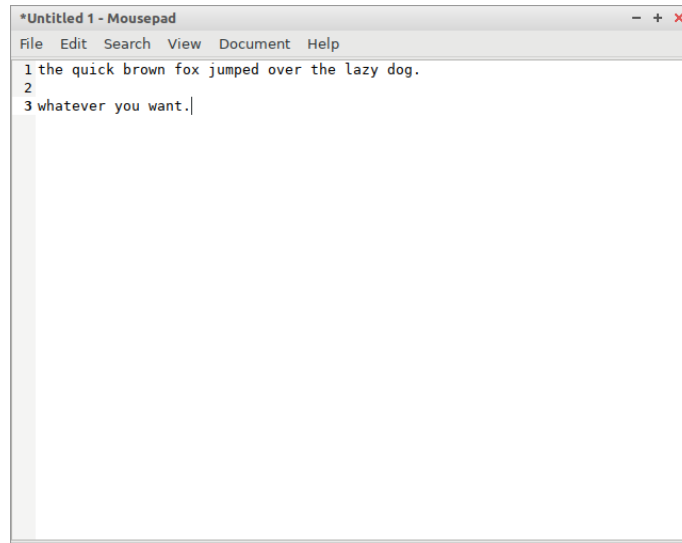 *Untitled 1 - Mousepad
File Edit Search View Document Help
1 the quick brown fox jumped over the lazy dog.
2
3 whatever you want.